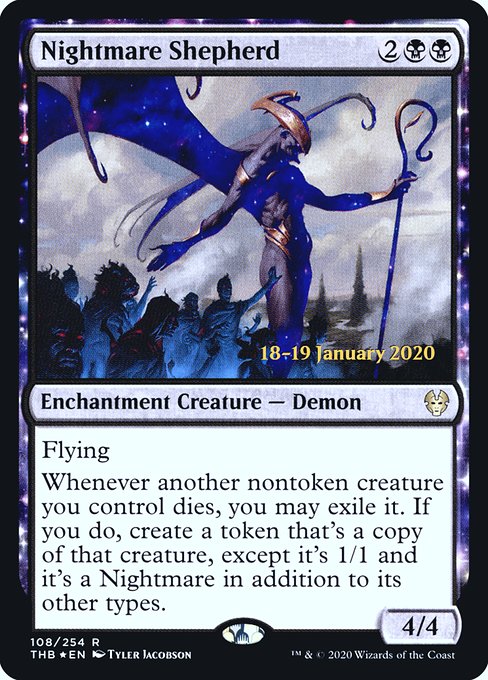 Nightmare Shepherd 2
18-19 January 2020
Enchantment Creature — Demon
Flying
Whenever another nontoken creature
you control dies, you may exile it. If
you do, create a token that's a copy
of that creature, except it's 1/1 and
it's a Nightmare in addition to its
other types.
4/4
108/254 R
THB ★ EN Tyler Jacobson
™ & © 2020 Wizards of the Coast